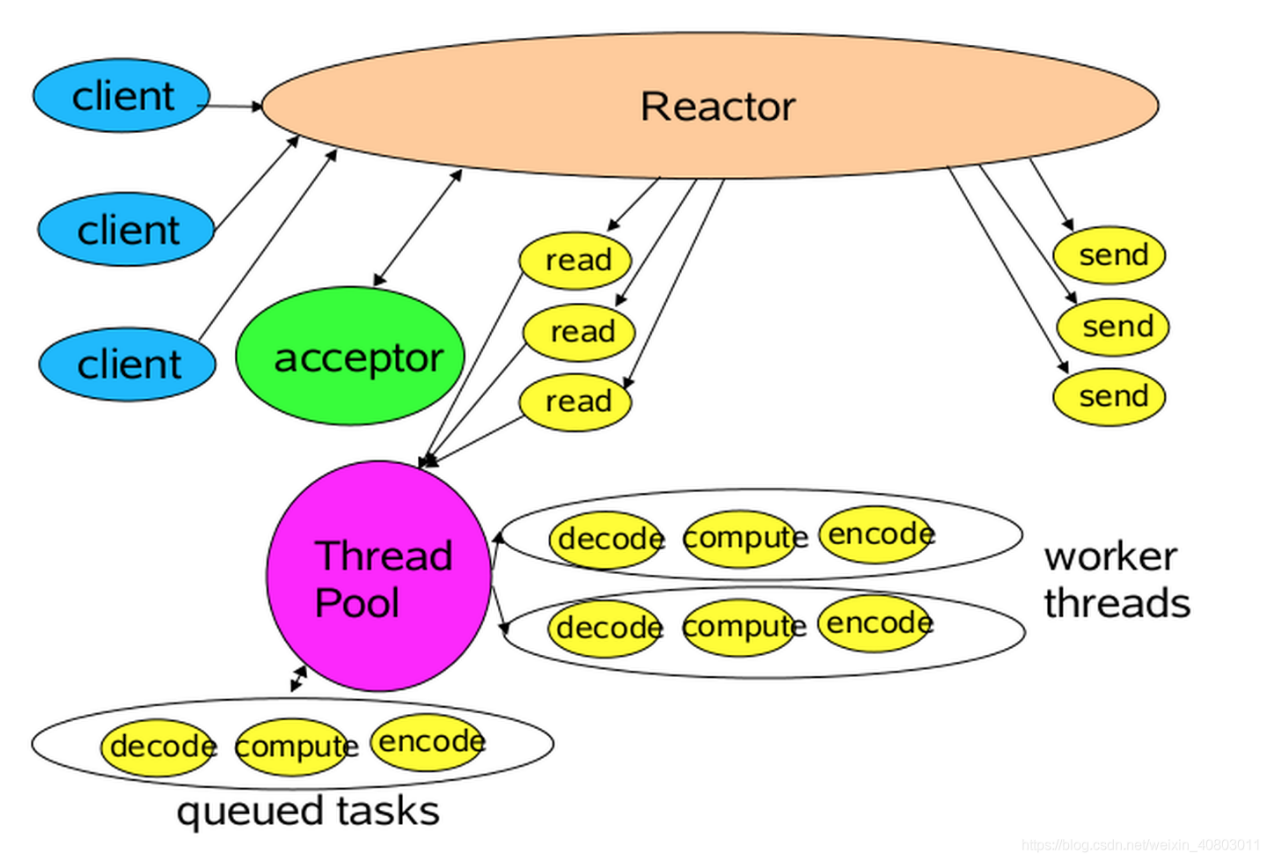 client
Reactor
client
client
acceptor
read
read
read
send
send
send
Thread
Pool
decode compute encode
decode compute encode
worker
threads
decode compute encode
queued tasks
https://blog.csdn.net/weixin_40803011